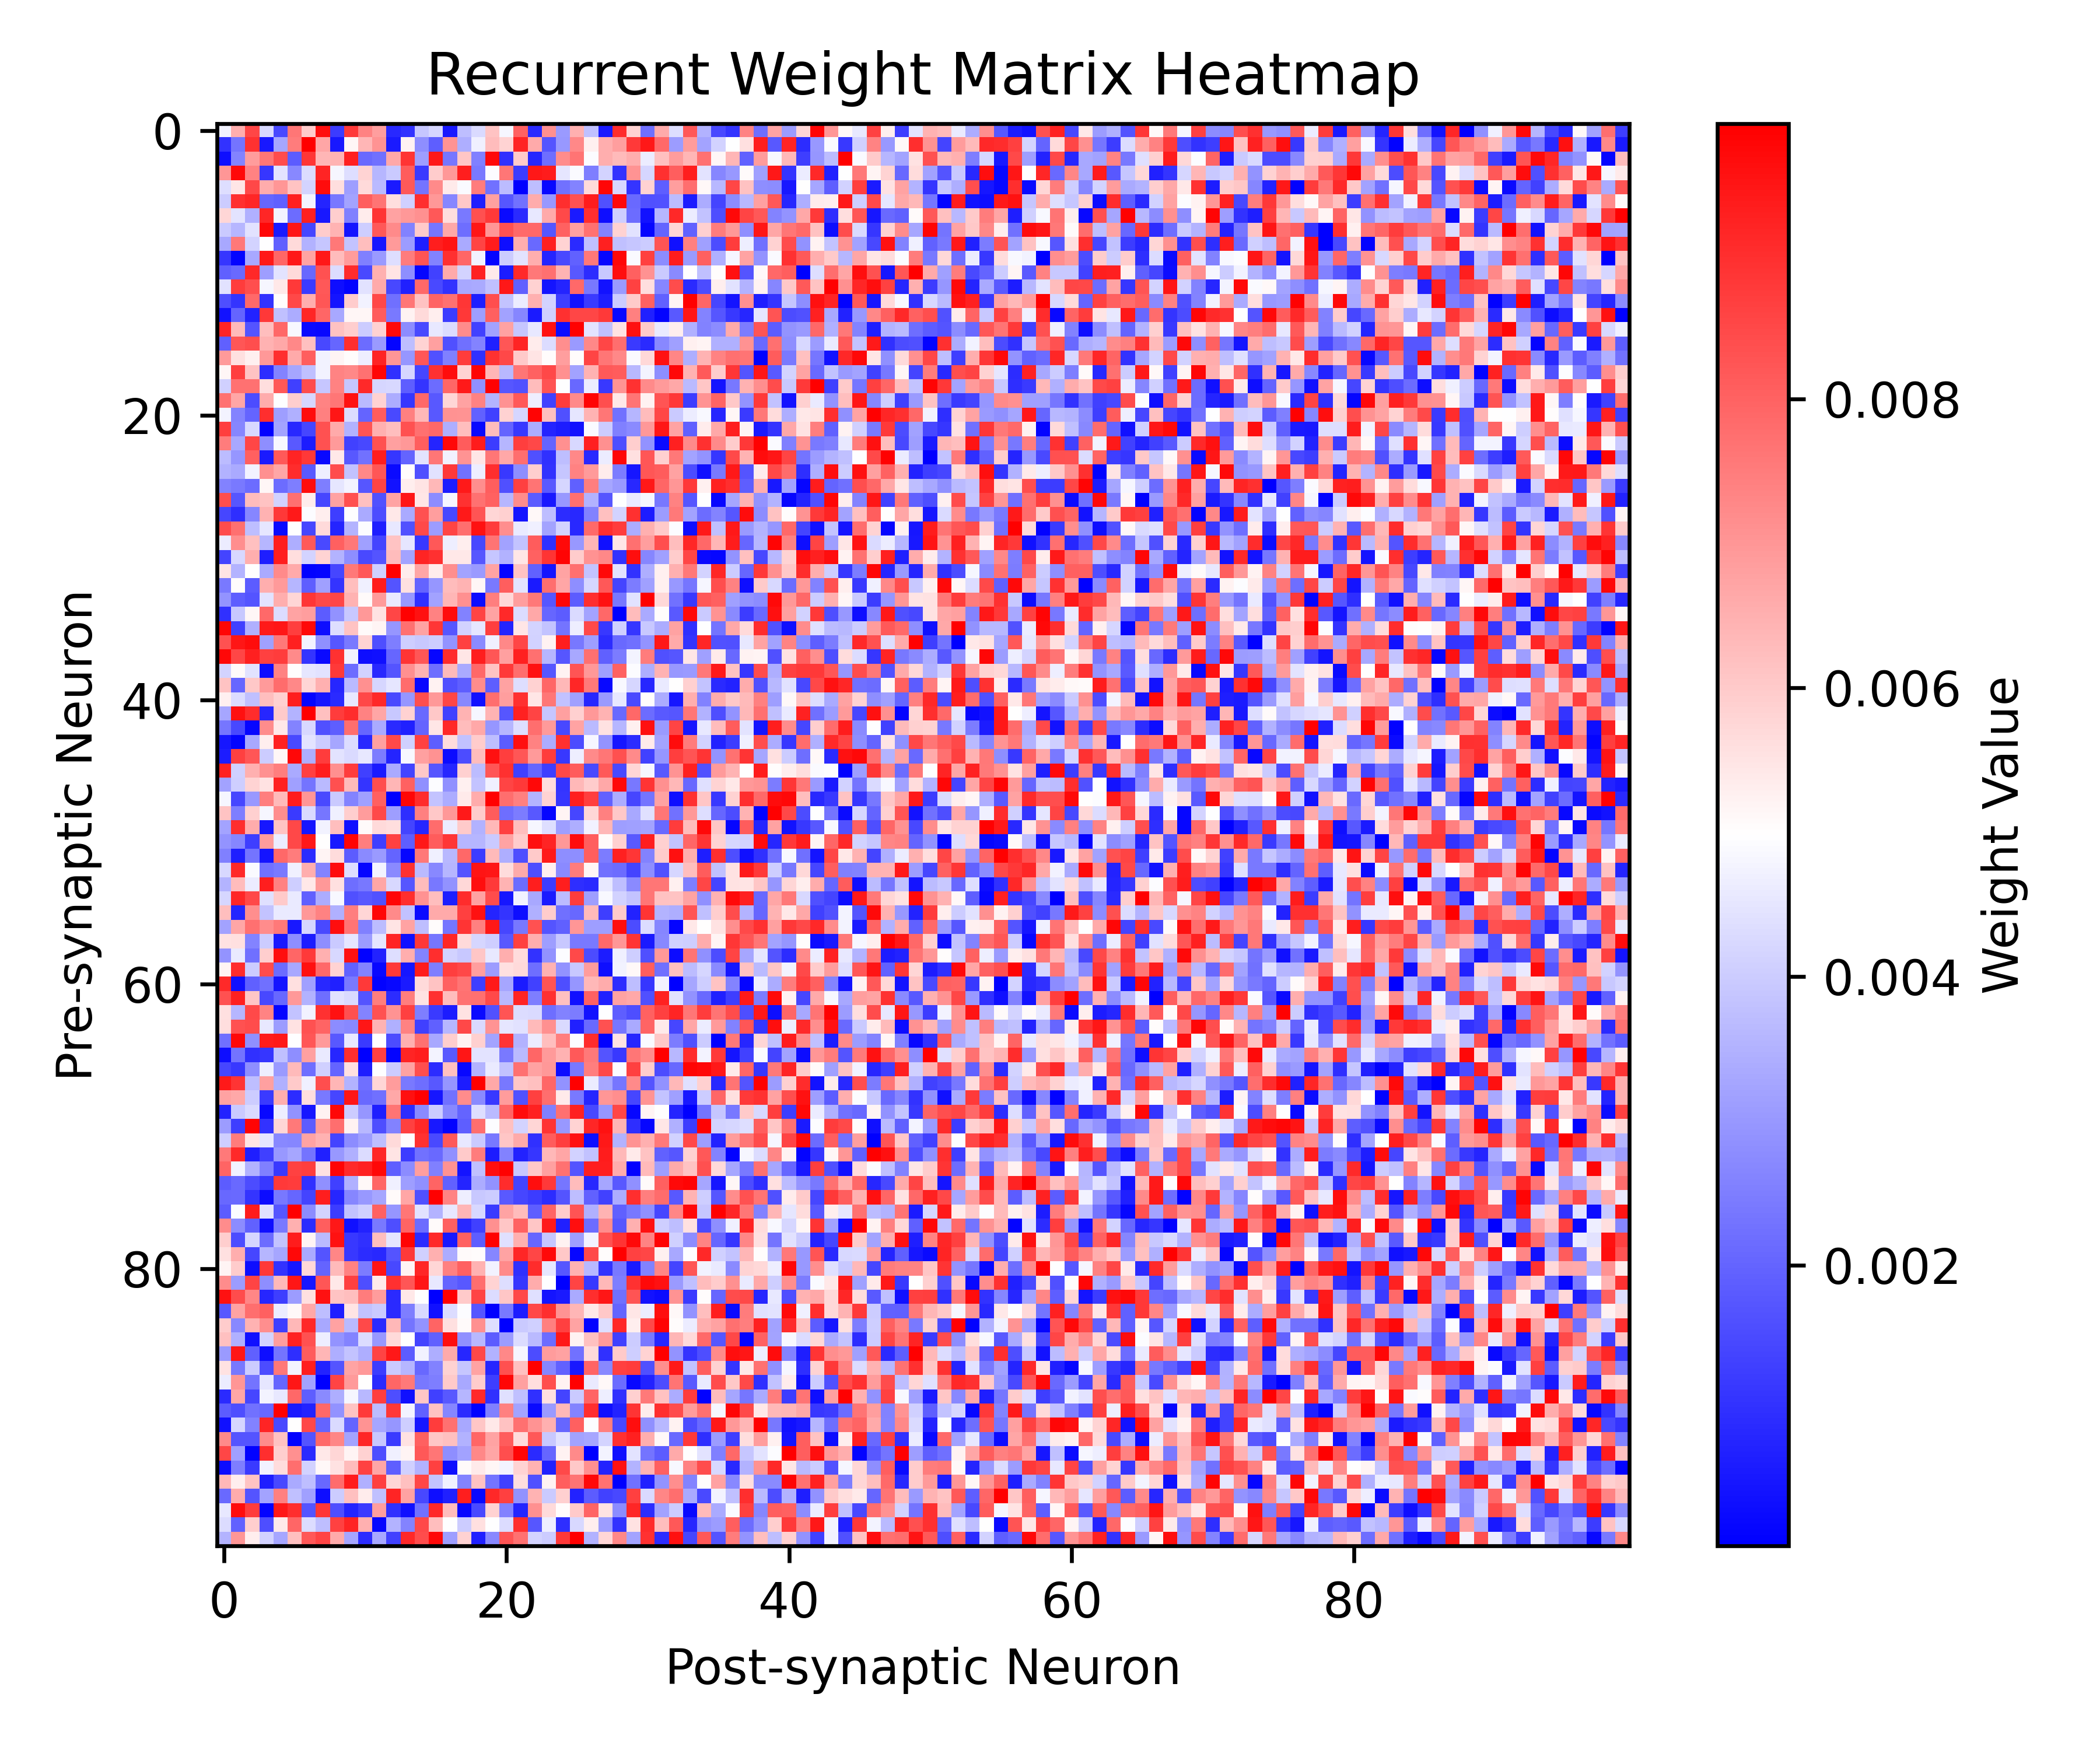 Recurrent Weight Matrix Heatmap
0
20
40
60
80
Pre-synaptic Neuron
0 20 40 60 80
Post-synaptic Neuron
0.008
0.006
0.004
0.002
Weight Value